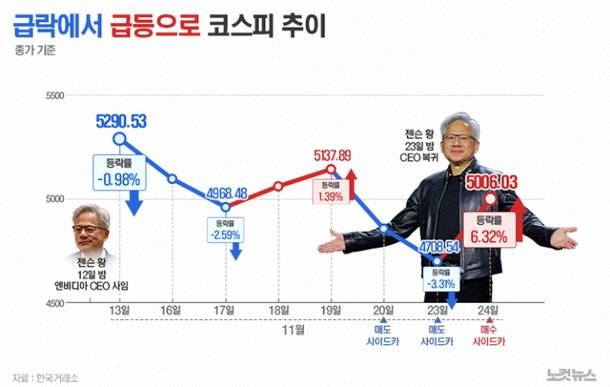 급락에서 급등으로 코스피 추이
종가 기준
5500
5000
4500
5290.53
등락률
-0.98%
4968.48
등락률
-2.59%
5137.89
등락률
1.39%
4708.54
등락률
-3.31%
5006.03
등락률
6.32%
젠슨 황
12일 밤
엔비디아 CEO 사임
젠슨 황
23일 밤
CEO 복귀
13일 16일 17일 18일 19일 20일 23일 24일
11월
매도
사이드카
매도
사이드카
매수
사이드카
자료 : 한국거래소
노컷뉴스